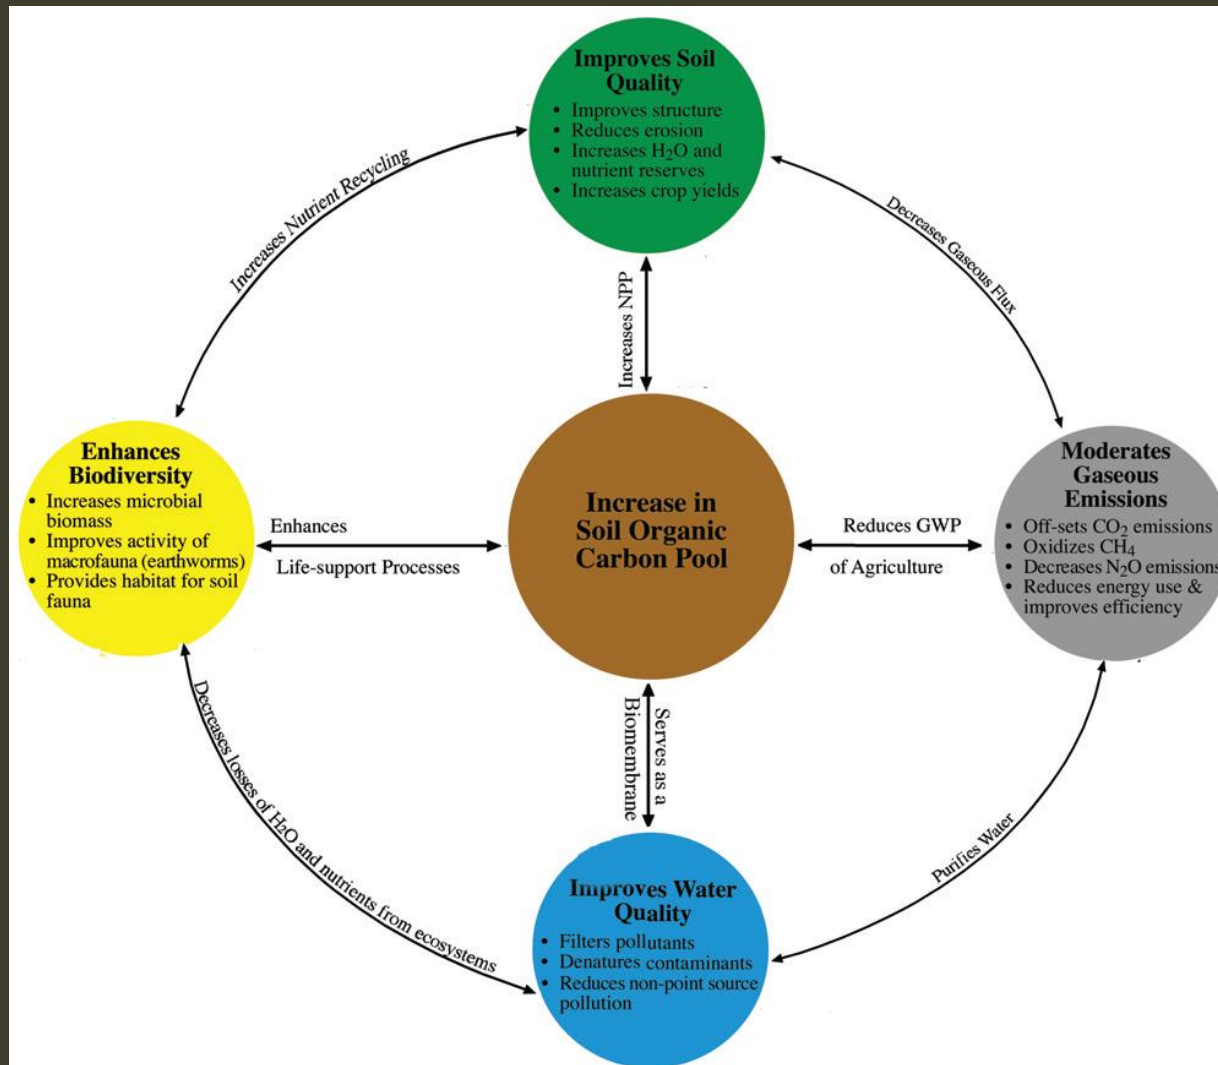 Improves Soil
Quality
• Improves structure
• Reduces erosion
• Increases H₂O and
nutrient reserves
• Increases crop yields
Increases Nutrient Recycling
Decreases Gaseous Flux
Increases NPP
Enhances
Biodiversity
• Increases microbial
biomass
• Improves activity of
macrofauna (earthworms)
• Provides habitat for soil
fauna
Enhances
Life-support Processes
Increase in
Soil Organic
Carbon Pool
Reduces GWP
of Agriculture
Moderates
Gaseous
Emissions
• Off-sets CO₂ emissions
• Oxidizes CH₄
• Decreases N₂O emissions
• Reduces energy use &
improves efficiency
Serves as a
Biomembrane
Decreases losses of H₂O and nutrients from ecosystems
Purifies Water
Improves Water
Quality
• Filters pollutants
• Denatures contaminants
• Reduces non-point source
pollution